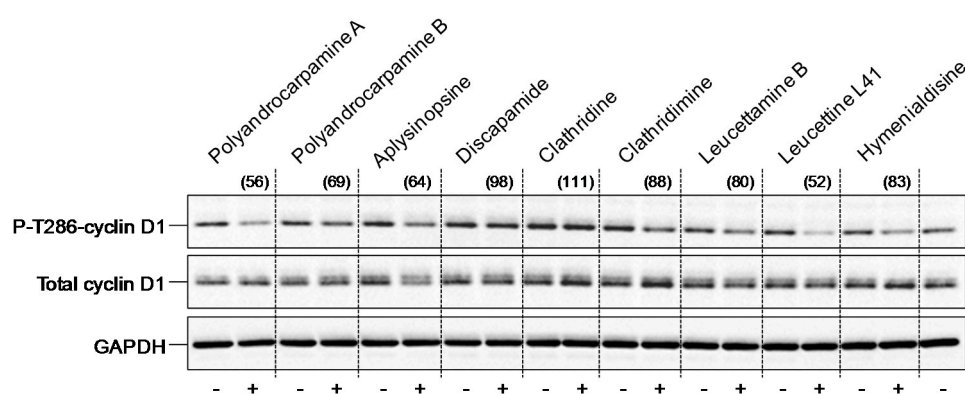 Polyandrocarpamine A
Polyandrocarpamine B
Aplysinopsine
Discapamide
Clathridine
Clathridimine
Leucettamine B
Leucettine L41
Hymenialdisine
(56) (69) (64) (98) (111) (88) (80) (52) (83)
P-T286-cyclin D1
Total cyclin D1
GAPDH
- + - + - + - + - + - + - + - + - + -